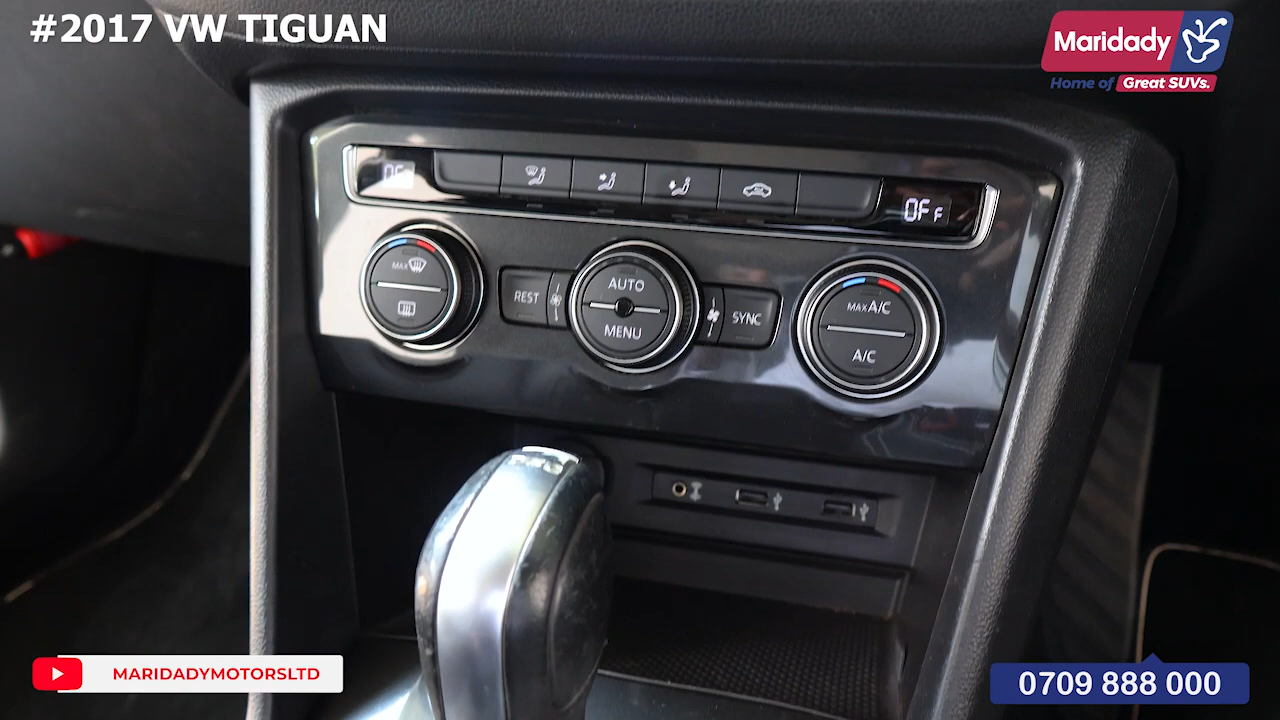 #2017 VW TIGUAN
Maridady
Home of Great SUVs.
OFF
MAX
REST
AUTO
MENU
SYNC
MAX A/C
A/C
MARIDADYMOTORSLTD
0709 888 000